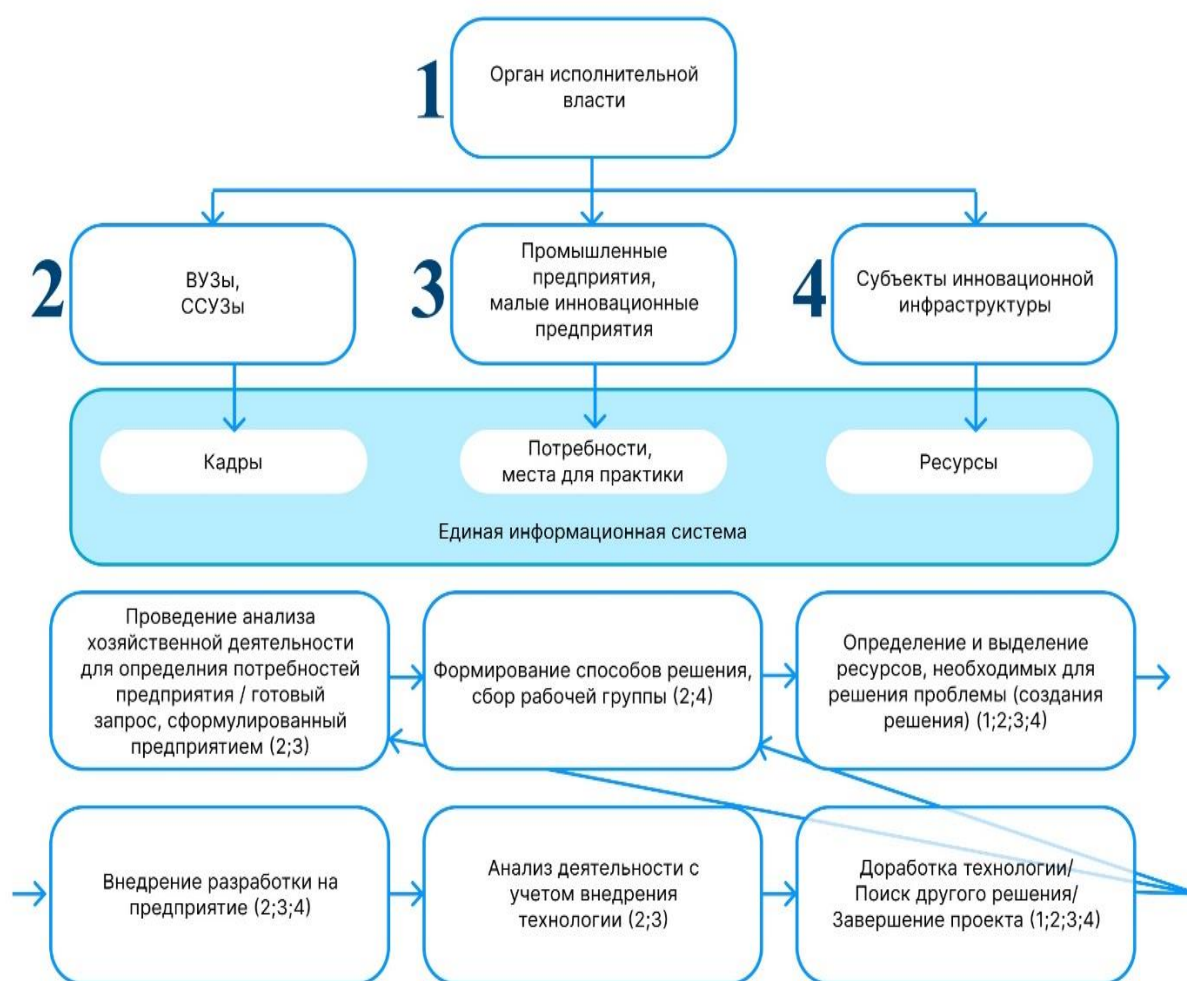 1
Орган исполнительной
власти
2
ВУЗы,
ССУЗы
3
Промышленные
предприятия,
малые инновационные
предприятия
4
Субъекты инновационной
инфраструктуры
Кадры
Потребности,
места для практики
Ресурсы
Единая информационная система
Проведение анализа
хозяйственной деятельности
для определния потребностей
предприятия / готовый
запрос, сформулированный
предприятием (2;3)
Формирование способов решения,
сбор рабочей группы (2;4)
Определение и выделение
ресурсов, необходимых для
решения проблемы (создания
решения) (1;2;3;4)
Внедрение разработки на
предприятие (2;3;4)
Анализ деятельности с
учетом внедрения
технологии (2;3)
Доработка технологии/
Поиск другого решения/
Завершение проекта (1;2;3;4)